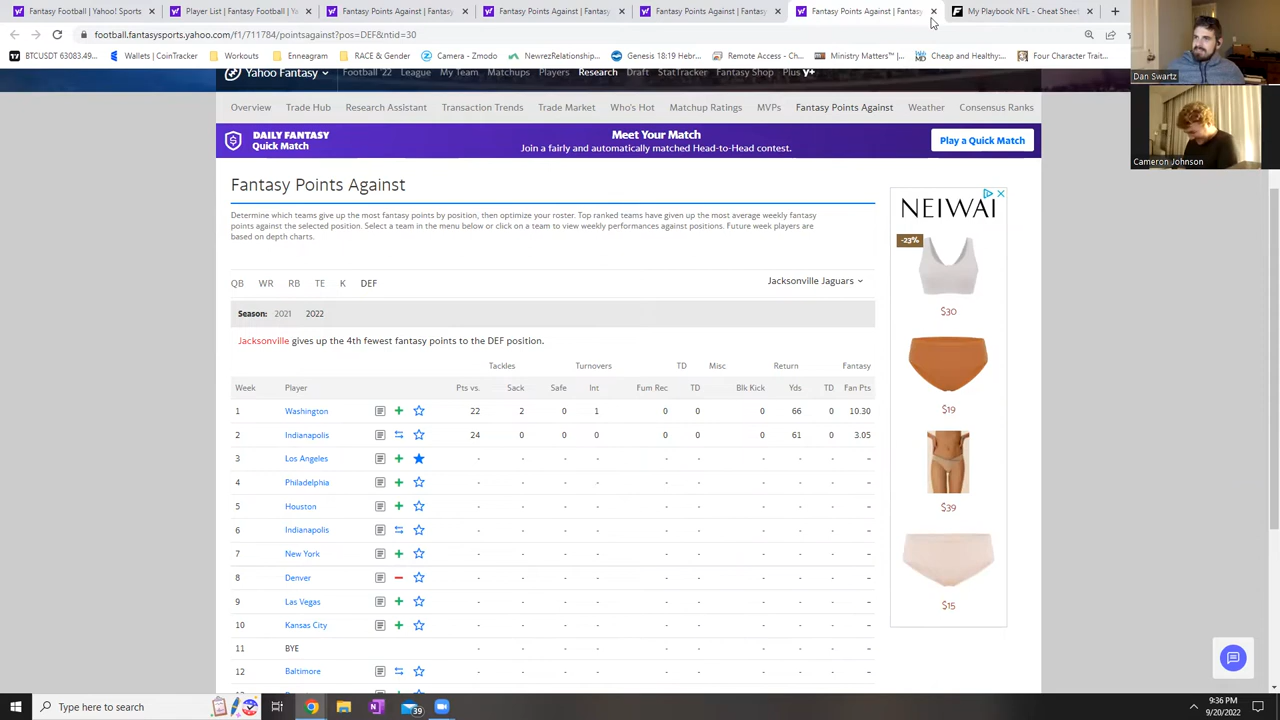 Fantasy Football | Yahoo! Sports
Player List | Fantasy Football | Y
Fantasy Points Against | Fantasy
Fantasy Points Against | Fantasy
Fantasy Points Against | Fantasy
Fantasy Points Against | Fantasy
My Playbook NFL - Cheat Sheet
football.fantasysports.yahoo.com/f1/711784/pointsagainst?pos=DEF&ntid=30
BTCUSDT 63083.49...
Wallets | CoinTracker
Workouts
Enneagram
RACE & Gender
Camera - Zmodo
NewrezRelationship...
Genesis 18:19 Hebr...
Remote Access - Ch...
Ministry Matters™ |...
Cheap and Healthy:...
Four Character Trait...
Dan Swartz
Cameron Johnson
Yahoo Fantasy
Football '22
League
My Team
Matchups
Players
Research
Draft
StatTracker
Fantasy Shop
Plus y+
Overview
Trade Hub
Research Assistant
Transaction Trends
Trade Market
Who's Hot
Matchup Ratings
MVPs
Fantasy Points Against
Weather
Consensus Ranks
DAILY FANTASY
Quick Match
Meet Your Match
Join a fairly and automatically matched Head-to-Head contest.
Play a Quick Match
Fantasy Points Against
Determine which teams give up the most fantasy points by position, then optimize your roster. Top ranked teams have given up the most average weekly fantasy
points against the selected position. Select a team in the menu below or click on a team to view weekly performances against positions. Future week players are
based on depth charts.
QB WR RB TE K DEF
Jacksonville Jaguars
Season: 2021 2022
Jacksonville gives up the 4th fewest fantasy points to the DEF position.
Tackles Turnovers TD Misc Return Fantasy
Week Player Pts vs. Sack Safe Int Fum Rec TD Blk Kick Yds TD Fan Pts
1 Washington 22 2 0 1 0 0 0 66 0 10.30
2 Indianapolis 24 0 0 0 0 0 0 61 0 3.05
3 Los Angeles - - - - - - - - - -
4 Philadelphia - - - - - - - - - -
5 Houston - - - - - - - - - -
6 Indianapolis - - - - - - - - - -
7 New York - - - - - - - - - -
8 Denver - - - - - - - - - -
9 Las Vegas - - - - - - - - - -
10 Kansas City - - - - - - - - - -
11 BYE - - - - - - - - - -
12 Baltimore - - - - - - - - - -
NEIWAI
-23%
$30
$19
$39
$15
Type here to search
39
9:36 PM
9/20/2022